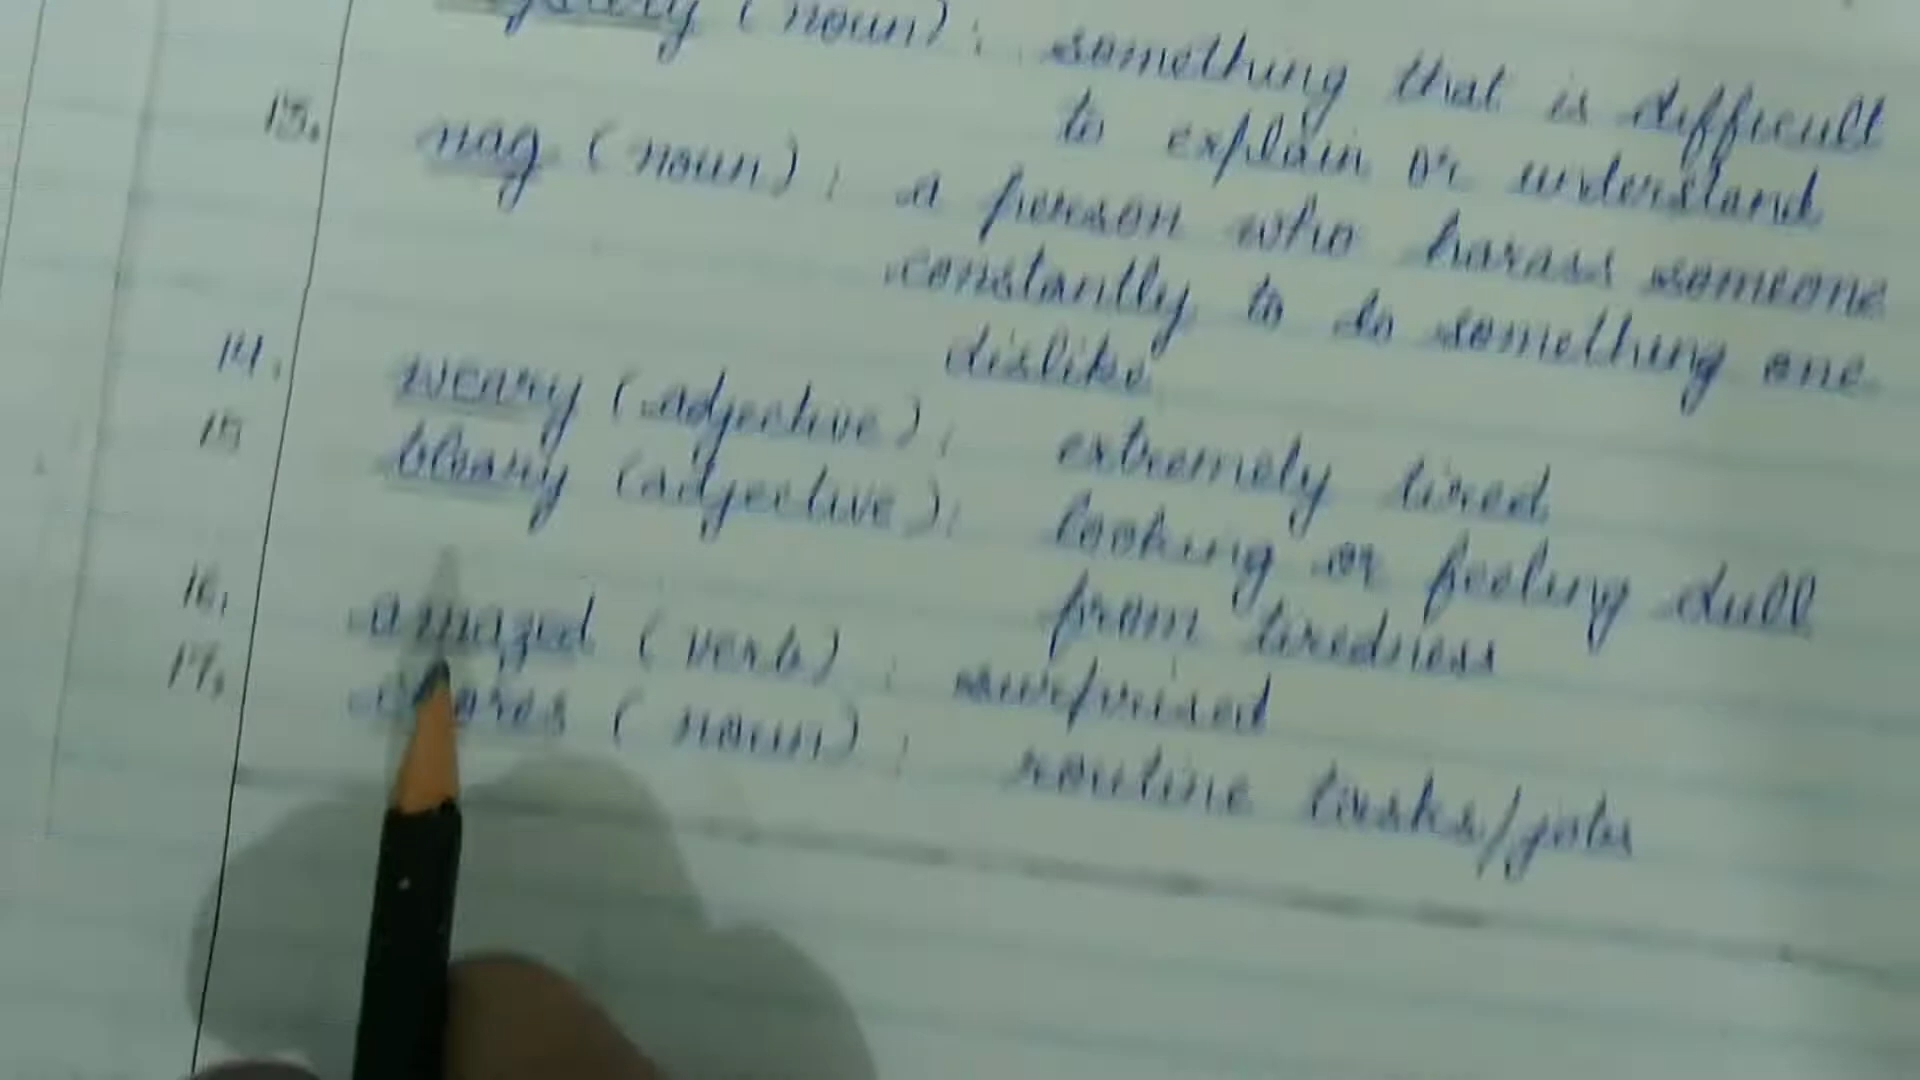 mystery (noun): something that is difficult
to explain or understand
13. nag (noun): a person who harass someone
constantly to do something one
dislike
14. weary (adjective): extremely tired
15 bleary (adjective): looking or feeling dull
from tiredness
16. amazed (verb): surprised
17. chores (noun): routine tasks/jobs